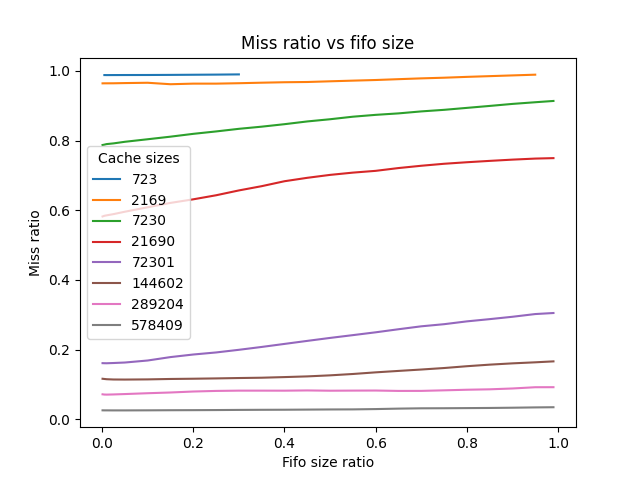 Miss ratio vs fifo size
1.0
0.8
0.6
0.4
0.2
0.0
Miss ratio
Cache sizes
723
2169
7230
21690
72301
144602
289204
578409
0.0 0.2 0.4 0.6 0.8 1.0
Fifo size ratio